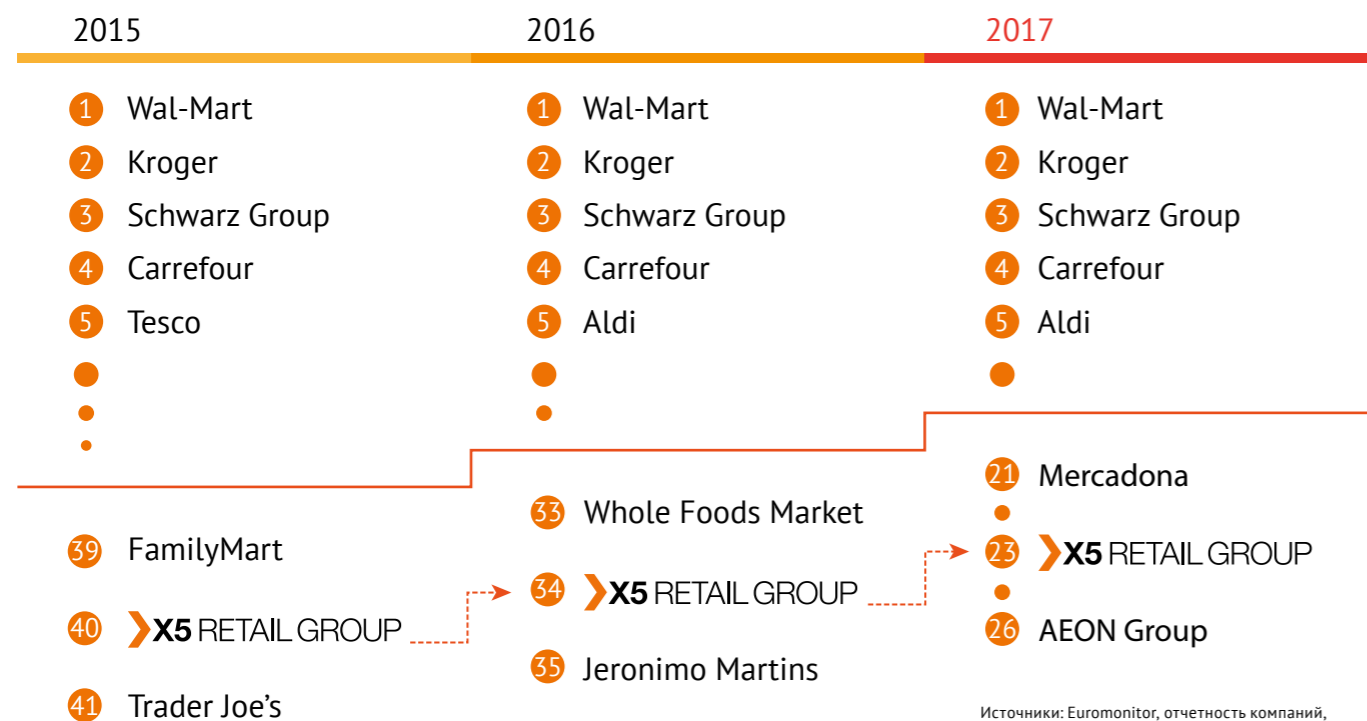 2015
1 Wal-Mart
2 Kroger
3 Schwarz Group
4 Carrefour
5 Tesco
39 FamilyMart
40 X5 RETAIL GROUP
41 Trader Joe’s
2016
1 Wal-Mart
2 Kroger
3 Schwarz Group
4 Carrefour
5 Aldi
33 Whole Foods Market
34 X5 RETAIL GROUP
35 Jeronimo Martins
2017
1 Wal-Mart
2 Kroger
3 Schwarz Group
4 Carrefour
5 Aldi
21 Mercadona
23 X5 RETAIL GROUP
26 AEON Group
Источники: Euromonitor, отчетность компаний,